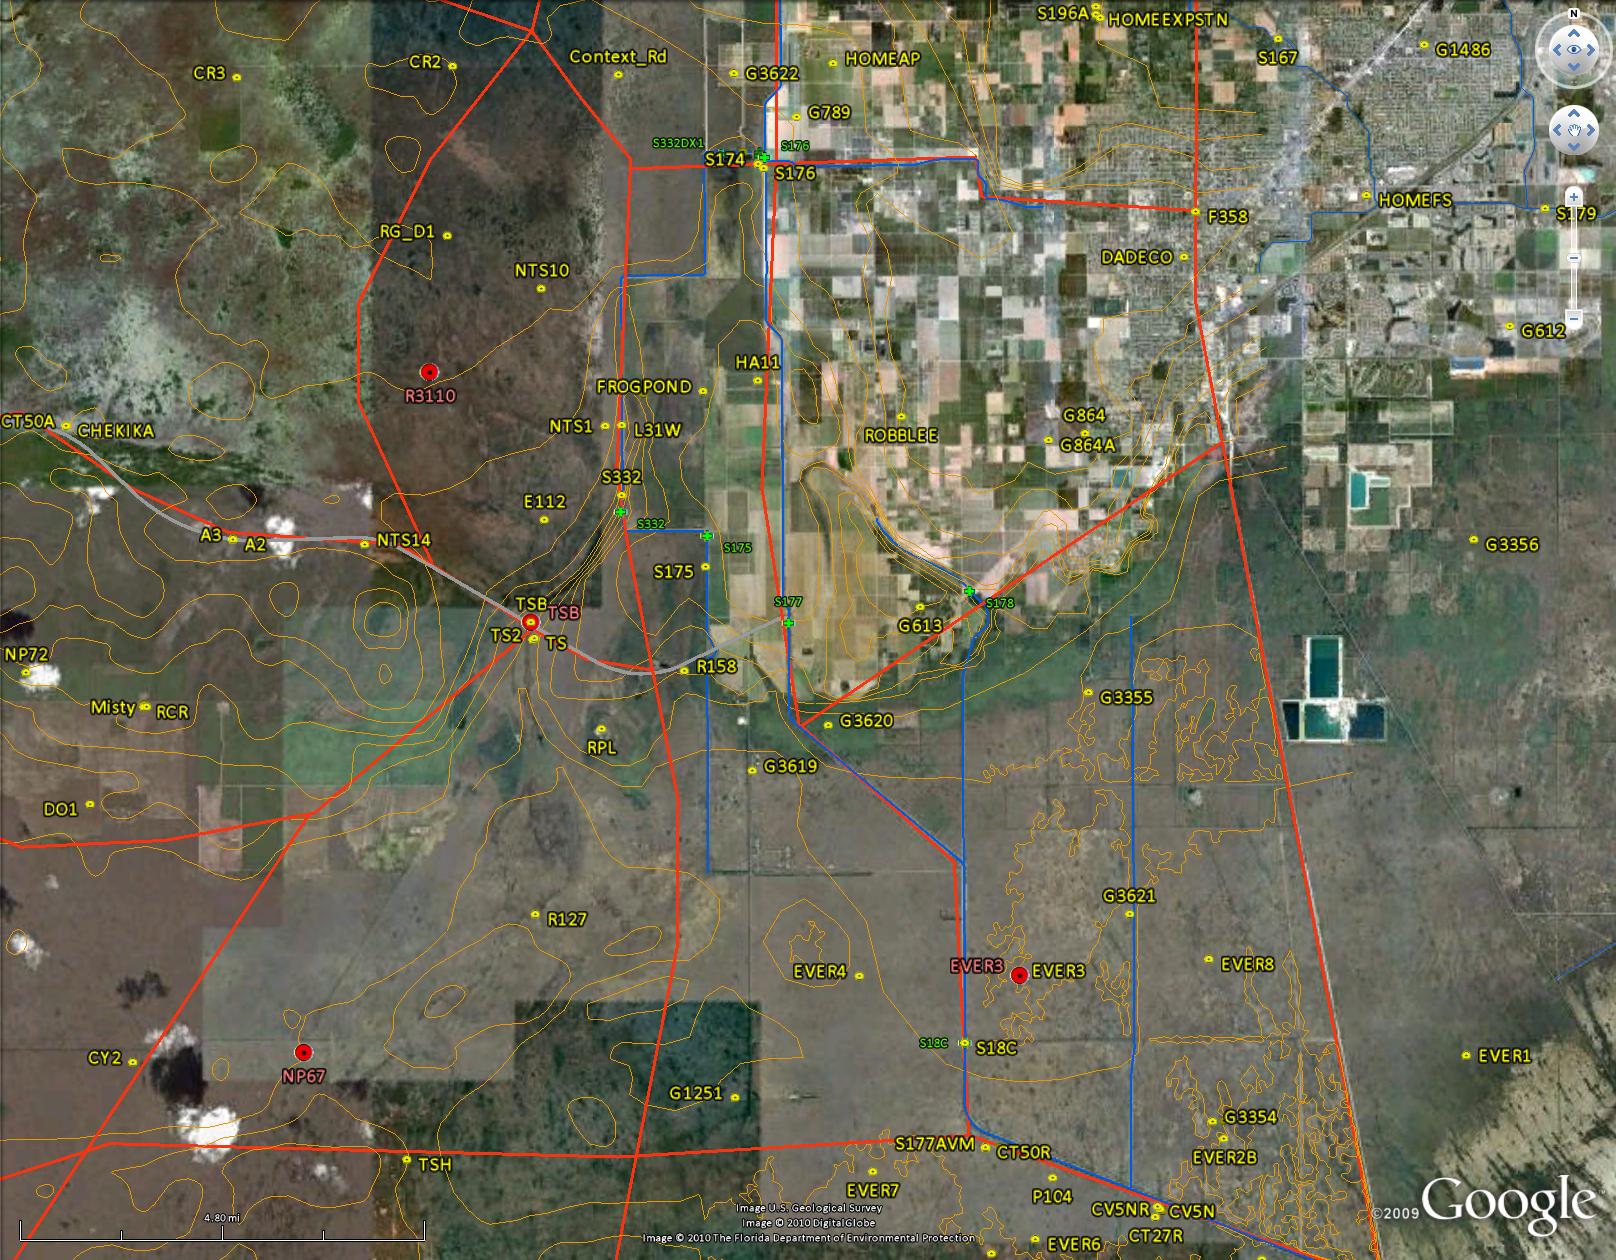 S196A
HOMEEXPSTN
N
S167
G1486
CR3
CR2
Context_Rd
G3622
HOMEAP
G789
S332DX1
S174
S176
S176
HOMEFS
S179
F358
RG_D1
DADECO
NTS10
G612
R3110
FROGPOND
HA11
CT50A
CHEKIKA
NTS1
L31W
ROBBLEE
G864
G864A
S332
E112
S332
S175
A3
A2
NTS14
G3356
S175
TSB
TSB
TS2
TS
S177
S178
G613
NP72
R158
Misty
RCR
G3355
RPL
G3620
G3619
DO1
R127
G3621
EVER4
EVER3
EVER3
EVER8
S18C
S18C
CY2
NP67
EVER1
G1251
G3354
S177AVM
CT50R
EVER2B
TSH
EVER7
P104
CV5NR
CV5N
CT27R
EVER6
4.80 mi
Image U.S. Geological Survey
Image © 2010 DigitalGlobe
Image © 2010 The Florida Department of Environmental Protection
©2009 Google